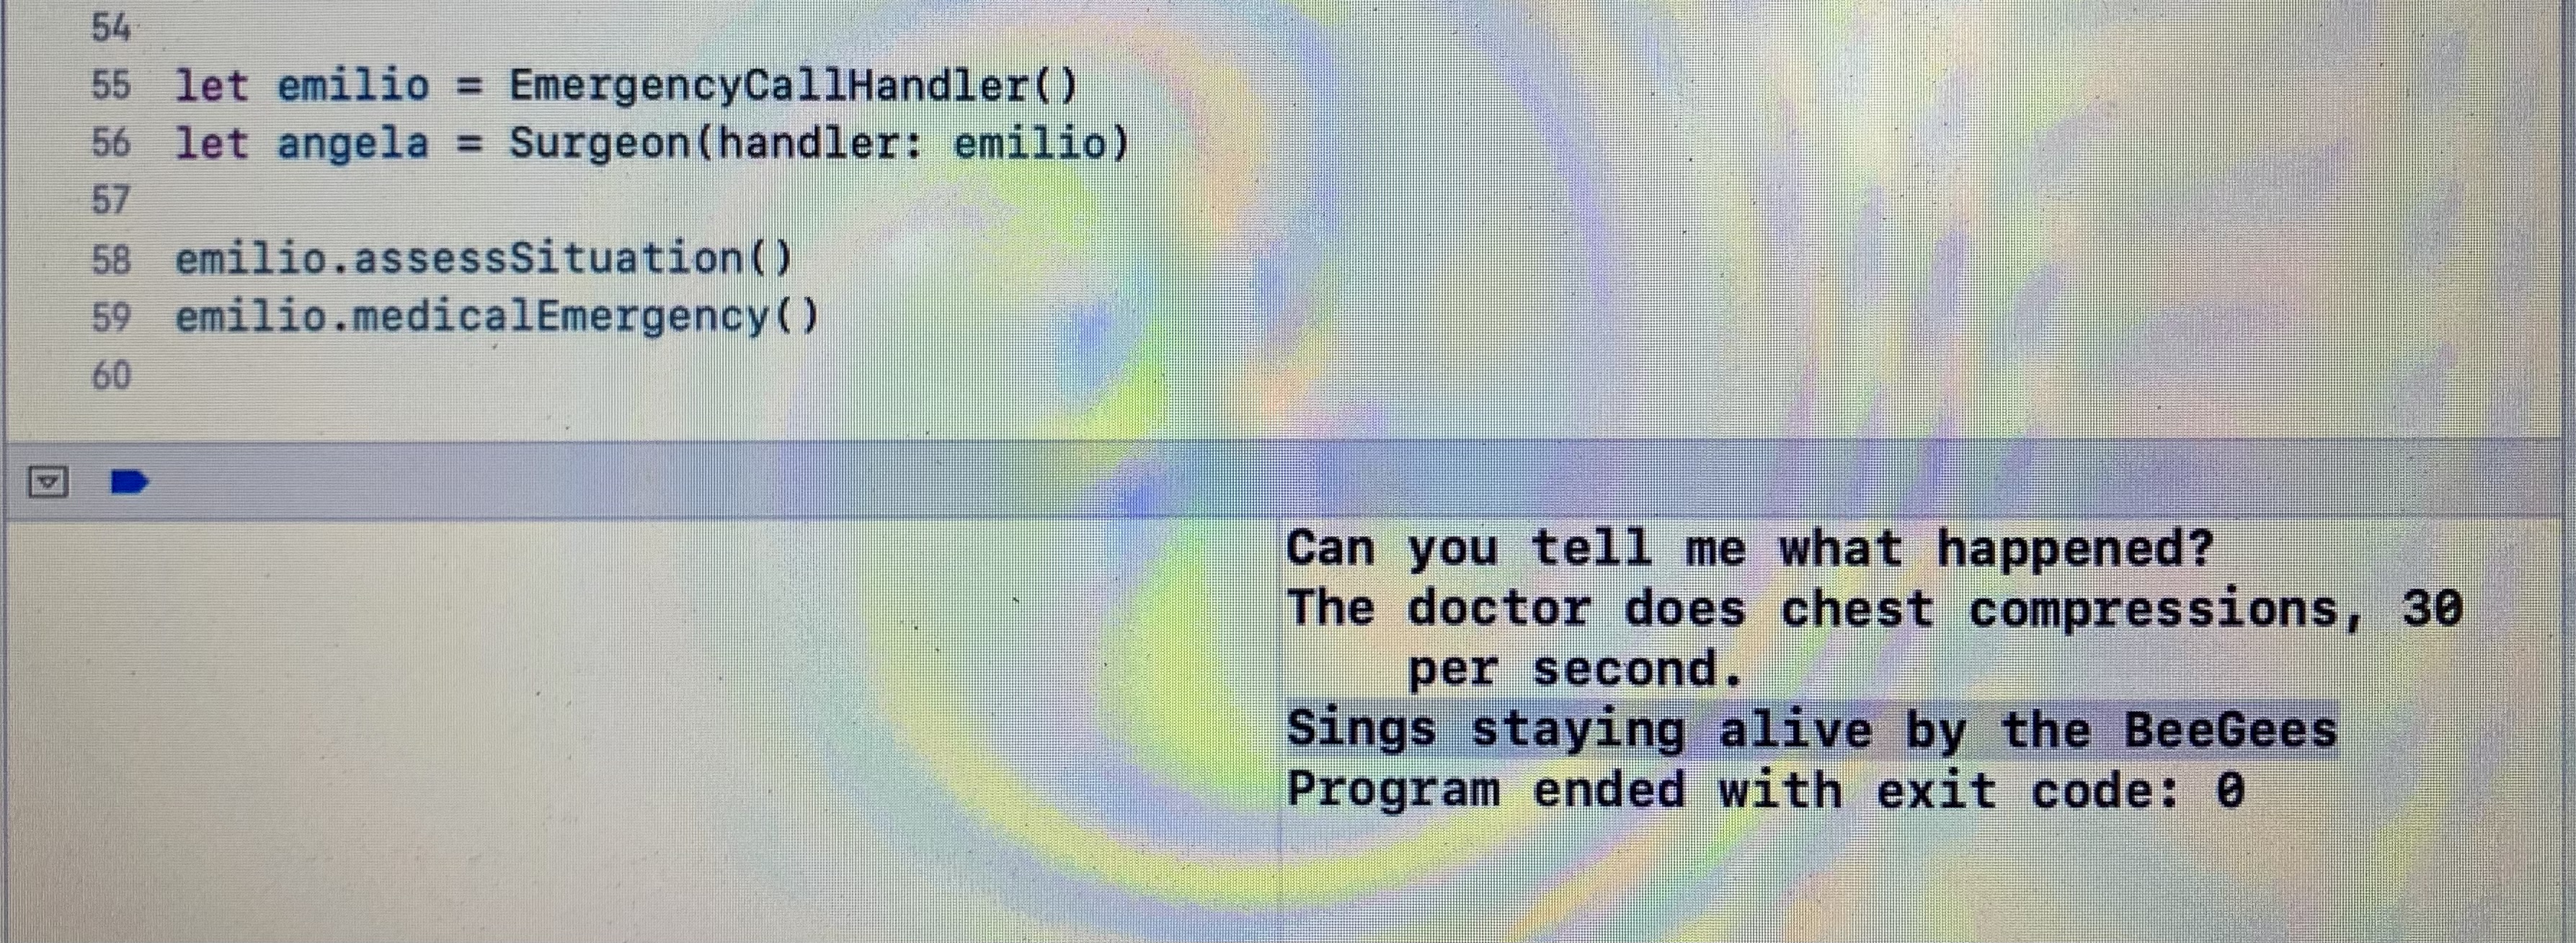 54
55 let emilio = EmergencyCallHandler()
56 let angela = Surgeon(handler: emilio)
57
58 emilio.assessSituation()
59 emilio.medicalEmergency()
60
Can you tell me what happened?
The doctor does chest compressions, 30
per second.
Sings staying alive by the BeeGees
Program ended with exit code: 0